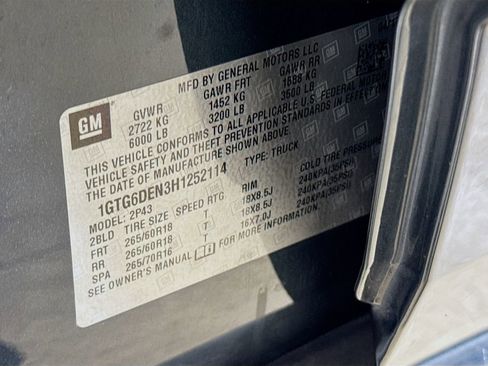 GM
MFD BY GENERAL MOTORS LLC
GVWR GAWR FRT GAWR RR
2722 KG 1452 KG 1588 KG
6000 LB 3200 LB 3500 LB
THIS VEHICLE CONFORMS TO ALL APPLICABLE U.S. FEDERAL MOTOR
VEHICLE SAFETY AND THEFT PREVENTION STANDARDS IN EFFECT ON
THE DATE OF MANUFACTURE SHOWN ABOVE.
1GTG6DEN3H1252114 TYPE: TRUCK
MODEL: 2P43
2BLD TIRE SIZE SPEED RTG. RIM COLD TIRE PRESSURE
FRT 265/60R18 T 18X8.5J 240KPA(35PSI)
RR 265/60R18 T 18X8.5J 240KPA(35PSI)
SPA 265/70R16 T 16X7.0J 240KPA(35PSI)
SEE OWNER'S MANUAL FOR MORE INFORMATION.